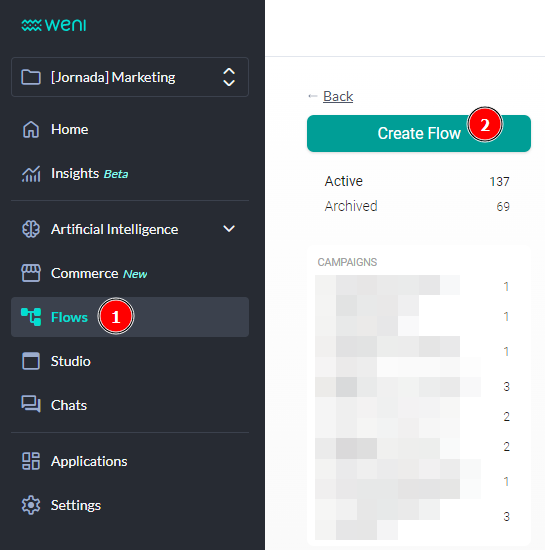 weni
[Jornada] Marketing
Home
Insights Beta
Artificial Intelligence
Commerce New
Flows 1
Studio
Chats
Applications
Settings
← Back
Create Flow 2
Active 137
Archived 69
CAMPAIGNS
1
1
1
3
2
2
1
3